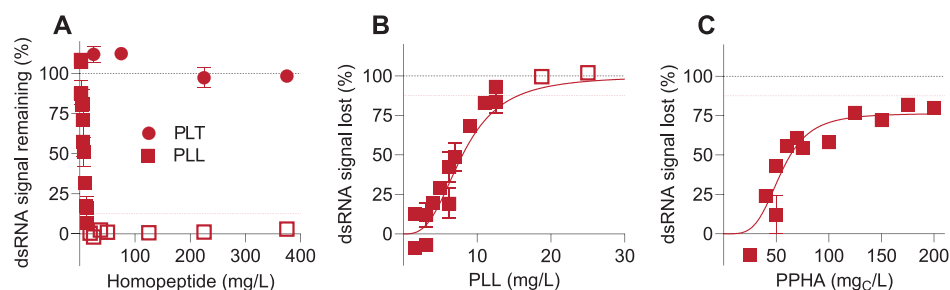 A
dsRNA signal remaining (%)
100
75
50
25
0
PLT
PLL
0 100 200 300 400
Homopeptide (mg/L)
B
dsRNA signal lost (%)
100
75
50
25
0
0 10 20 30
PLL (mg/L)
C
dsRNA signal lost (%)
100
75
50
25
0
50 100 150 200
PPHA (mgC/L)